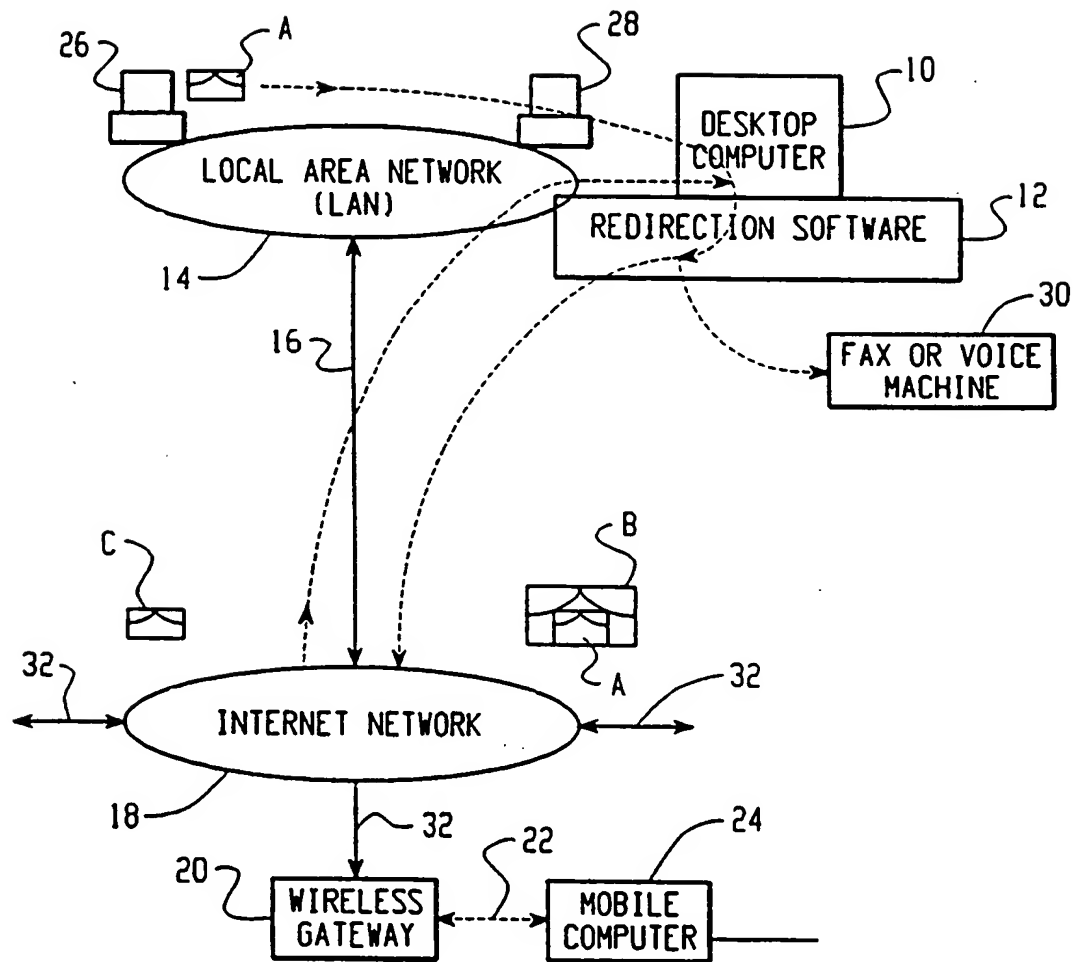 26
A
28
10
DESKTOP
COMPUTER
LOCAL AREA NETWORK
(LAN)
REDIRECTION SOFTWARE
12
14
16
30
FAX OR VOICE
MACHINE
C
B
A
32
32
INTERNET NETWORK
18
32
20
22
24
WIRELESS
GATEWAY
MOBILE
COMPUTER